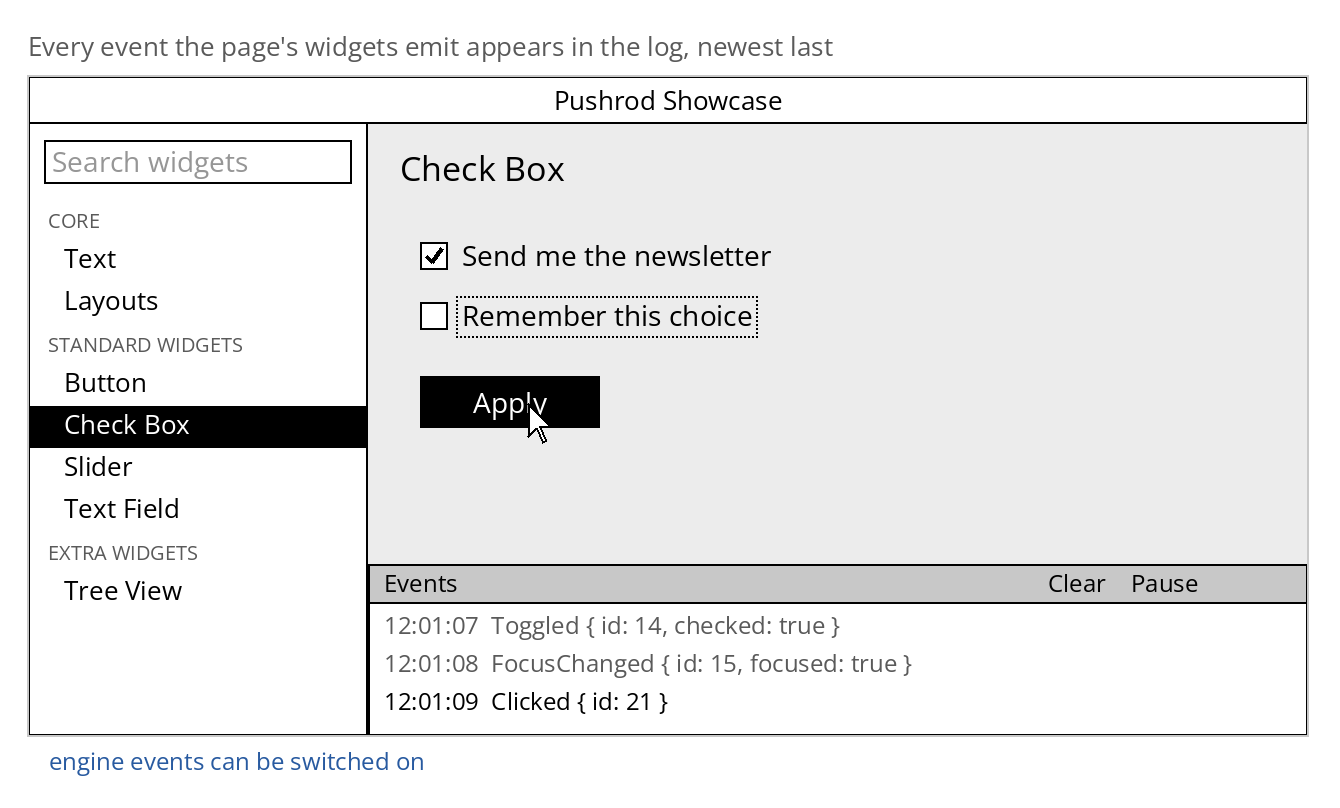 Every event the page's widgets emit appears in the log, newest last
Pushrod Showcase
Search widgets
CORE
Text
Layouts
STANDARD WIDGETS
Button
Check Box
Slider
Text Field
EXTRA WIDGETS
Tree View
Check Box
Send me the newsletter
Remember this choice
Apply
Events Clear Pause
12:01:07 Toggled { id: 14, checked: true }
12:01:08 FocusChanged { id: 15, focused: true }
12:01:09 Clicked { id: 21 }
engine events can be switched on